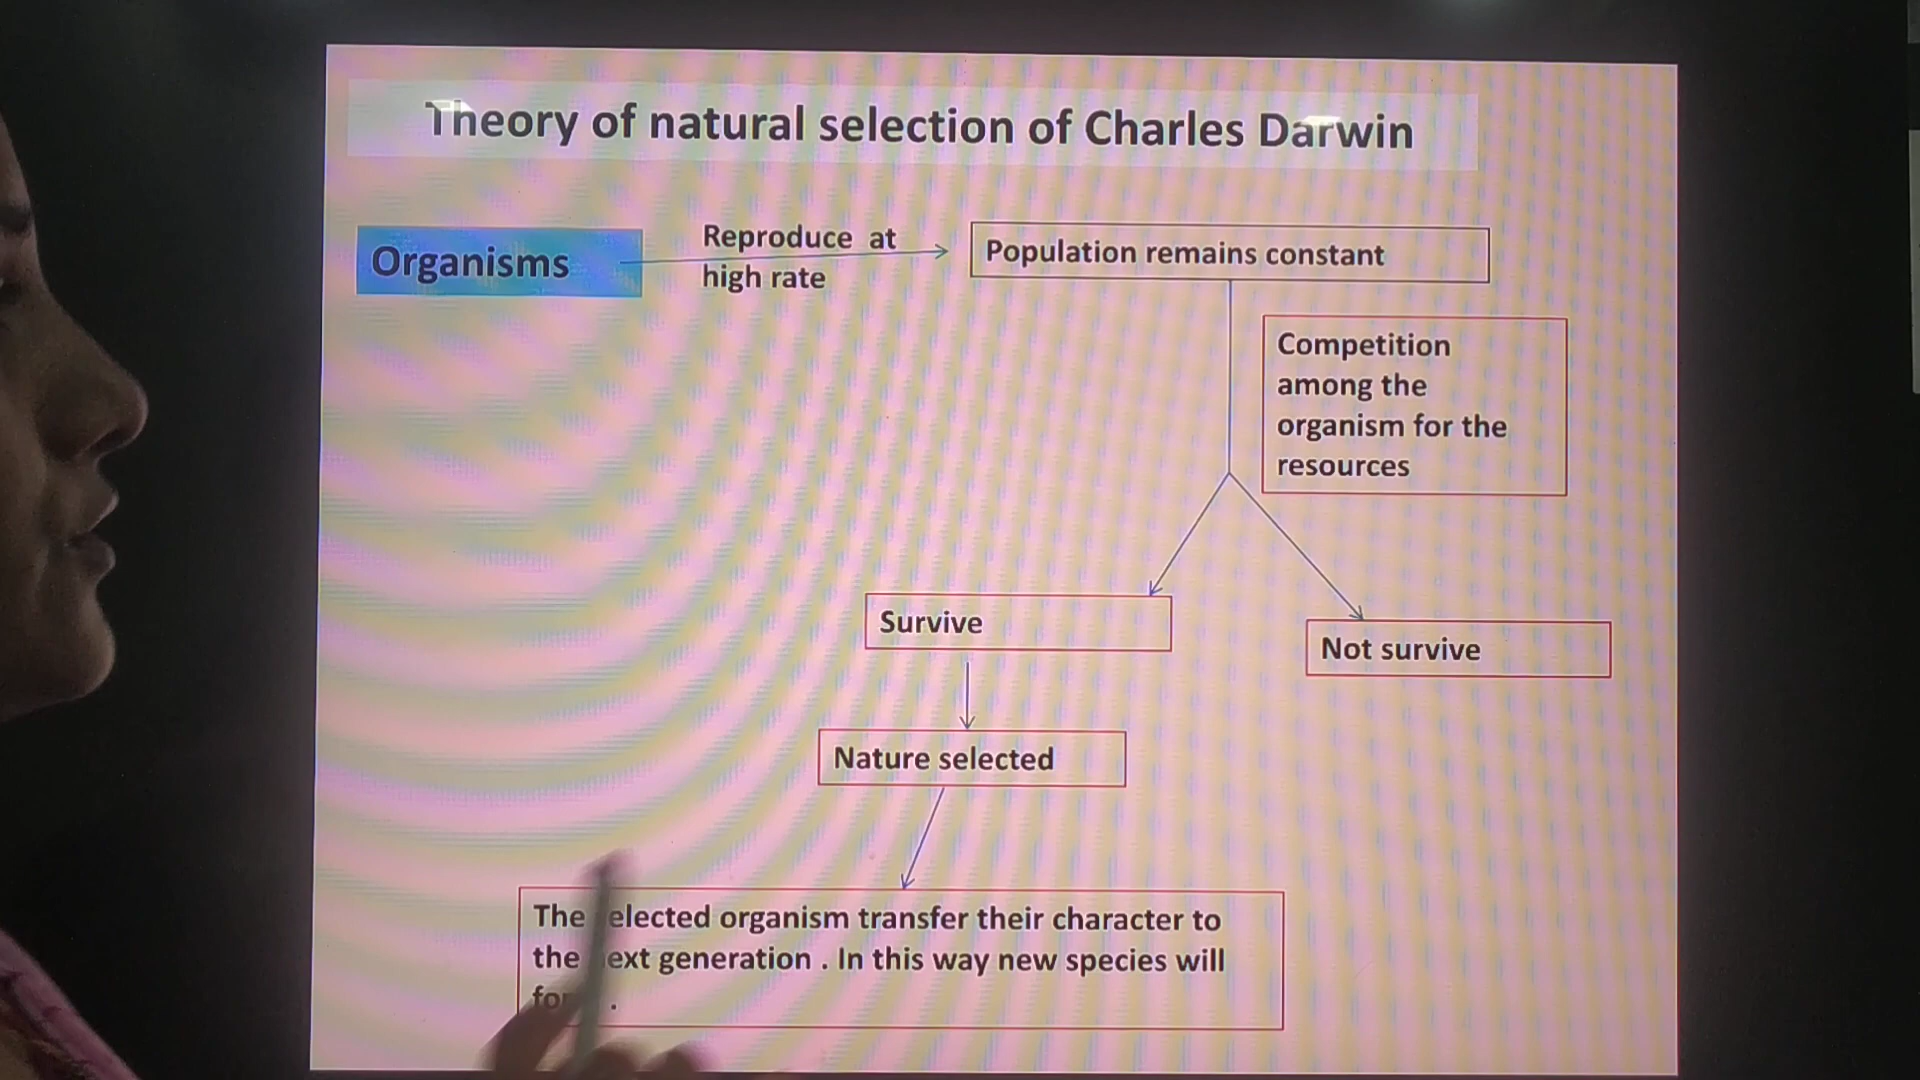 Theory of natural selection of Charles Darwin
Organisms
Reproduce at
high rate
Population remains constant
Competition
among the
organism for the
resources
Survive
Not survive
Nature selected
The elected organism transfer their character to
the ext generation . In this way new species will
for .